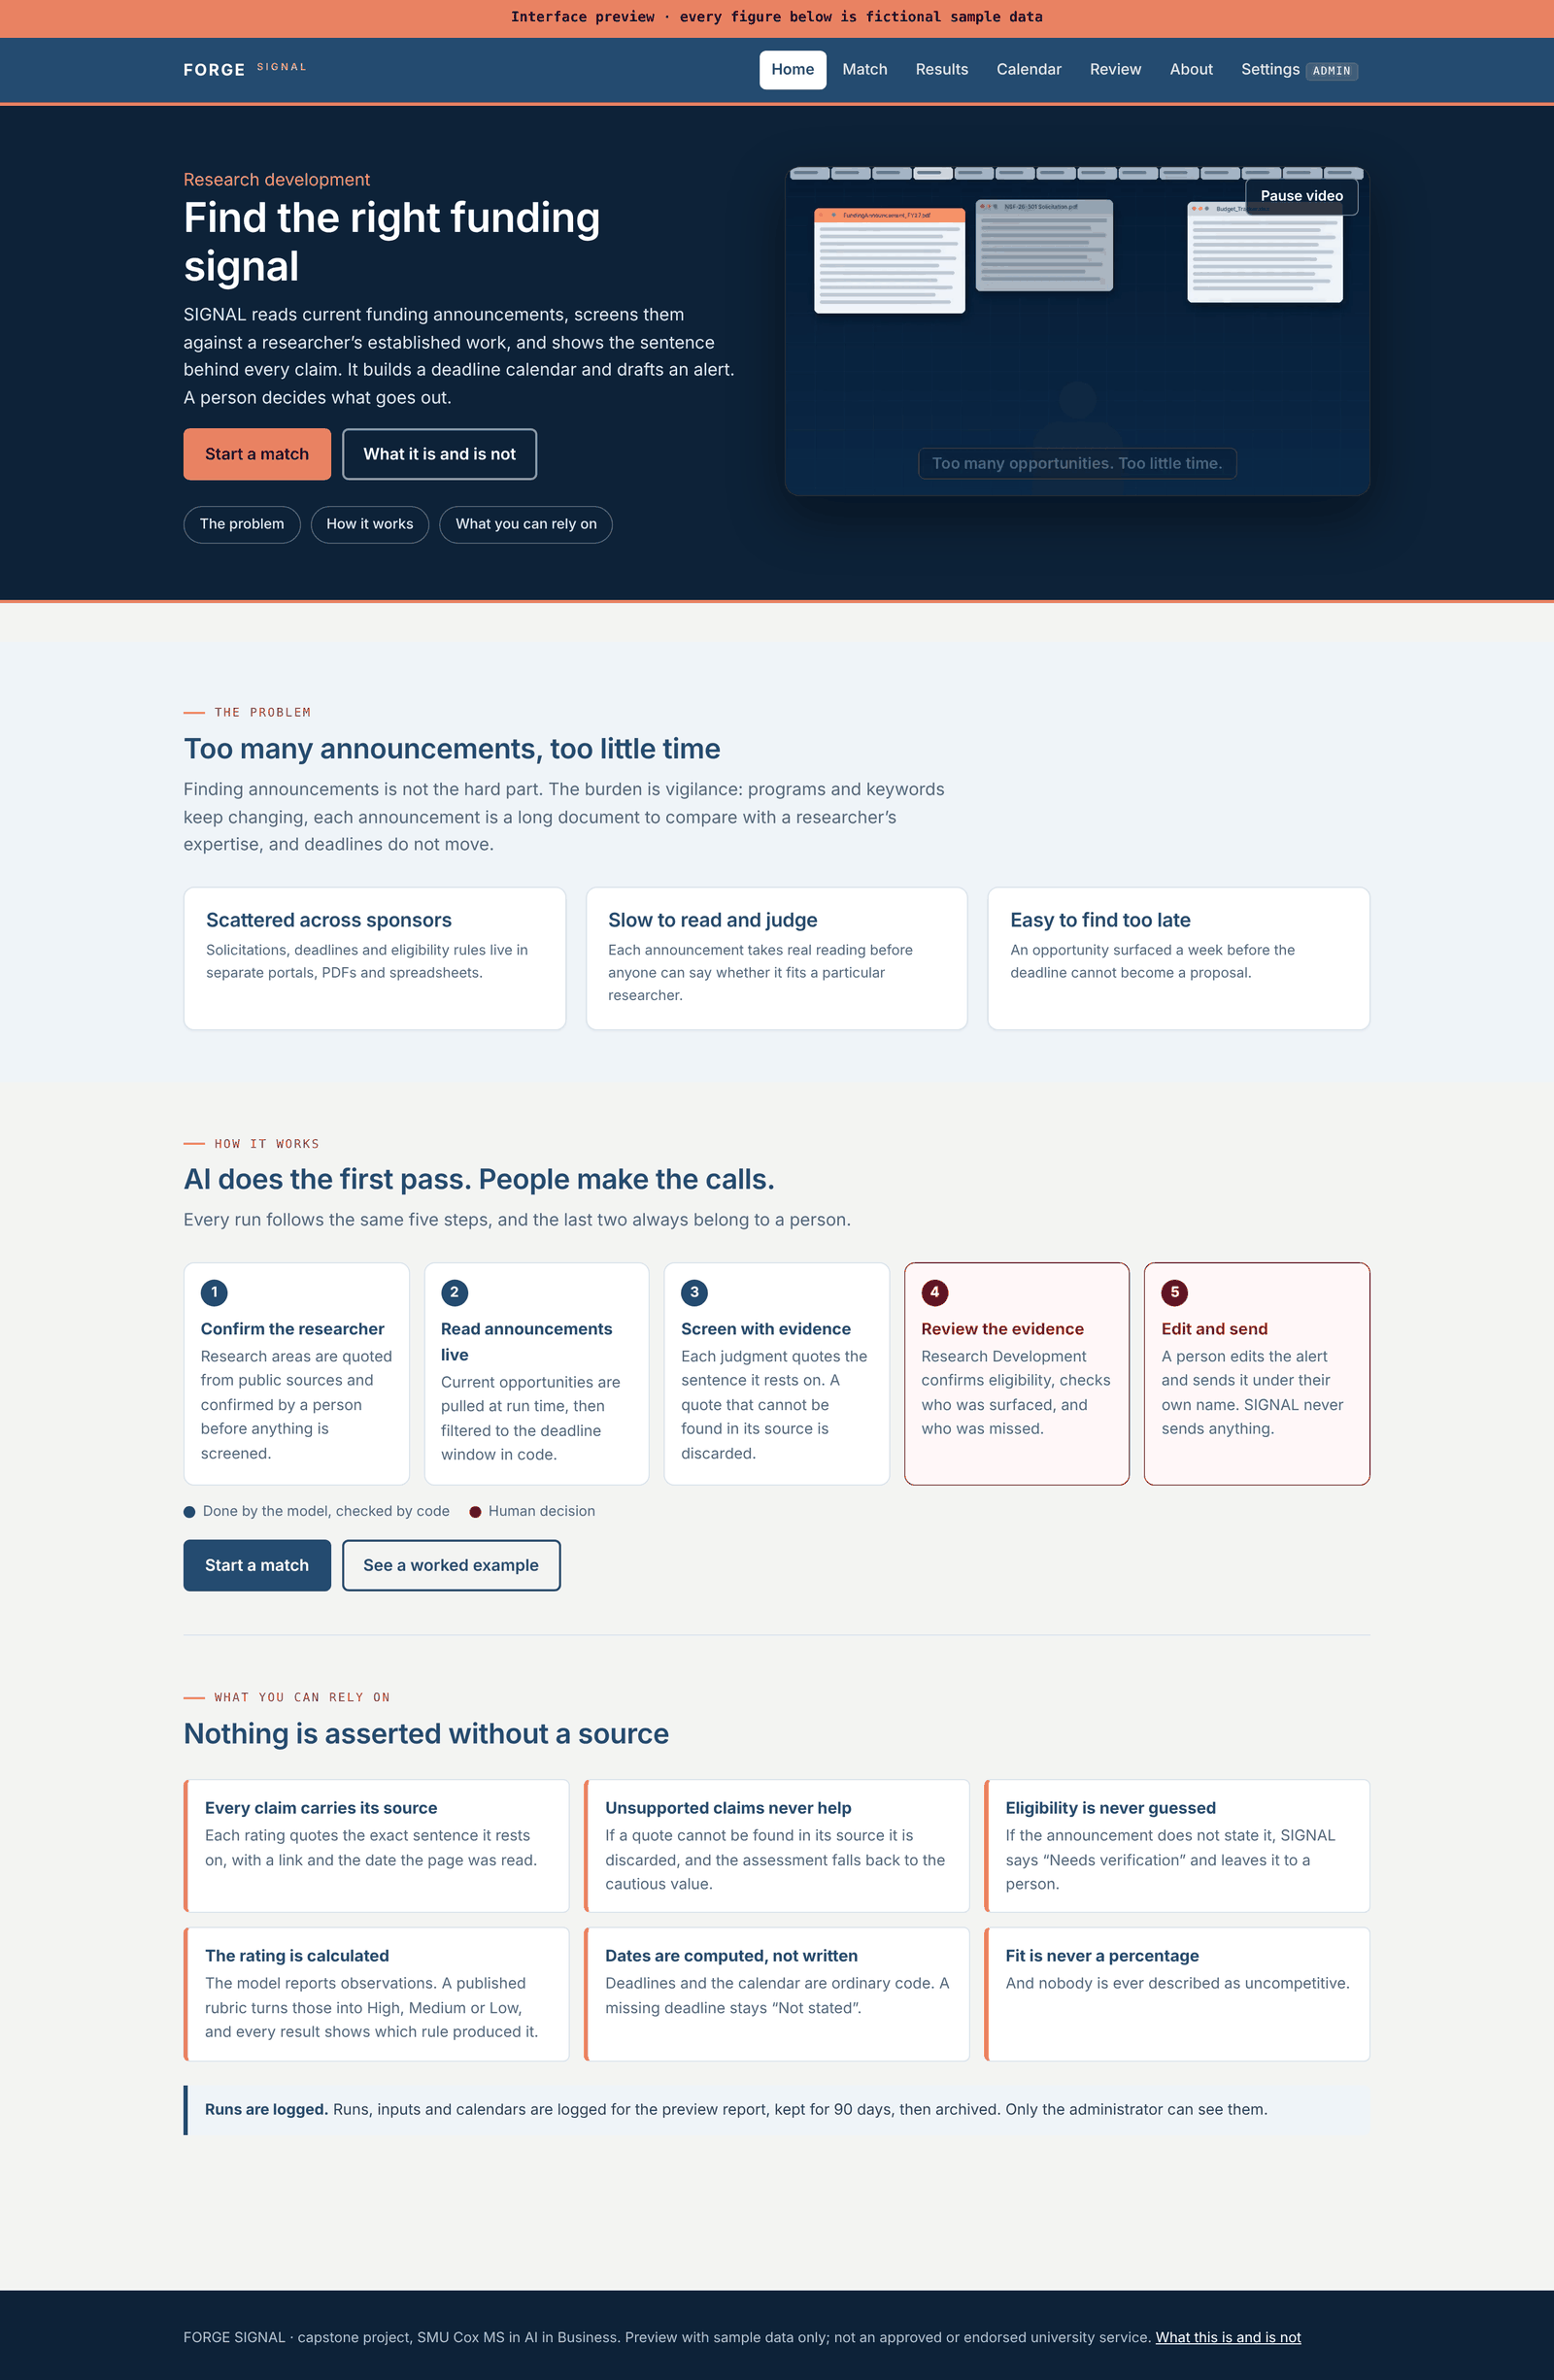 Interface preview · every figure below is fictional sample data
FORGE SIGNAL
Home Match Results Calendar Review About Settings ADMIN
Research development
Find the right funding
signal
SIGNAL reads current funding announcements, screens them
against a researcher’s established work, and shows the sentence
behind every claim. It builds a deadline calendar and drafts an alert.
A person decides what goes out.
Start a match
What it is and is not
The problem
How it works
What you can rely on
Pause video
FundingAnnouncement_FY27.pdf
NSF-26-501 Solicitation.pdf
Too many opportunities. Too little time.
THE PROBLEM
Too many announcements, too little time
Finding announcements is not the hard part. The burden is vigilance: programs and keywords
keep changing, each announcement is a long document to compare with a researcher’s
expertise, and deadlines do not move.
Scattered across sponsors
Solicitations, deadlines and eligibility rules live in
separate portals, PDFs and spreadsheets.
Slow to read and judge
Each announcement takes real reading before
anyone can say whether it fits a particular
researcher.
Easy to find too late
An opportunity surfaced a week before the
deadline cannot become a proposal.
HOW IT WORKS
AI does the first pass. People make the calls.
Every run follows the same five steps, and the last two always belong to a person.
1
Confirm the researcher
Research areas are quoted
from public sources and
confirmed by a person
before anything is
screened.
2
Read announcements
live
Current opportunities are
pulled at run time, then
filtered to the deadline
window in code.
3
Screen with evidence
Each judgment quotes the
sentence it rests on. A
quote that cannot be
found in its source is
discarded.
4
Review the evidence
Research Development
confirms eligibility, checks
who was surfaced, and
who was missed.
5
Edit and send
A person edits the alert
and sends it under their
own name. SIGNAL never
sends anything.
Done by the model, checked by code
Human decision
Start a match
See a worked example
WHAT YOU CAN RELY ON
Nothing is asserted without a source
Every claim carries its source
Each rating quotes the exact sentence it rests
on, with a link and the date the page was read.
Unsupported claims never help
If a quote cannot be found in its source it is
discarded, and the assessment falls back to the
cautious value.
Eligibility is never guessed
If the announcement does not state it, SIGNAL
says “Needs verification” and leaves it to a
person.
The rating is calculated
The model reports observations. A published
rubric turns those into High, Medium or Low,
and every result shows which rule produced it.
Dates are computed, not written
Deadlines and the calendar are ordinary code. A
missing deadline stays “Not stated”.
Fit is never a percentage
And nobody is ever described as uncompetitive.
Runs are logged. Runs, inputs and calendars are logged for the preview report, kept for 90 days, then archived. Only the administrator can see them.
FORGE SIGNAL · capstone project, SMU Cox MS in AI in Business. Preview with sample data only; not an approved or endorsed university service. What this is and is not